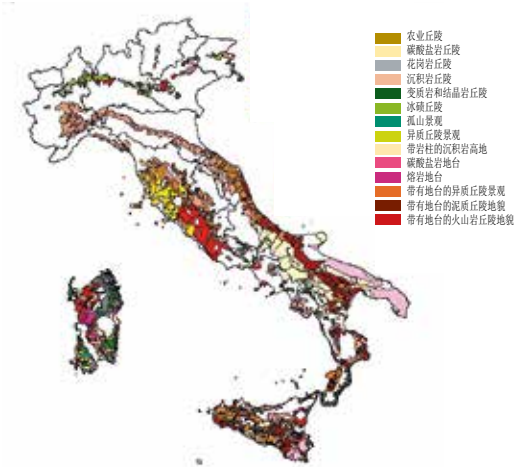 农业丘陵
碳酸盐岩丘陵
花岗岩丘陵
沉积岩丘陵
变质岩和结晶岩丘陵
冰碛丘陵
孤山景观
异质丘陵景观
带岩柱的沉积岩高地
碳酸盐岩地台
熔岩地台
带有地台的异质丘陵景观
带有地台的泥质丘陵地貌
带有地台的火山岩丘陵地貌